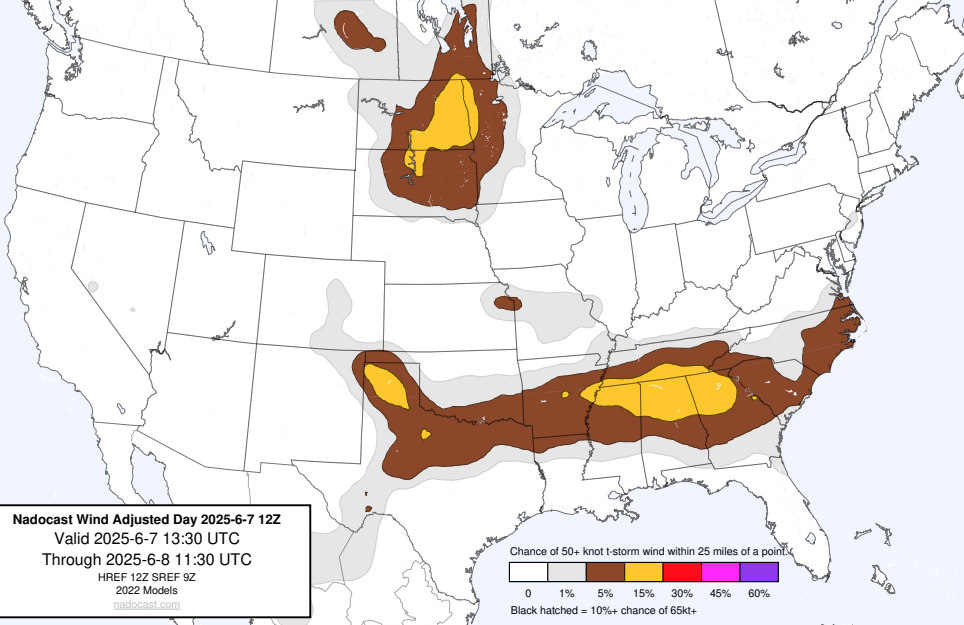 Nadocast Wind Adjusted Day 2025-6-7 12Z
Valid 2025-6-7 13:30 UTC
Through 2025-6-8 11:30 UTC
HREF 12Z SREF 9Z
2022 Models
nadocast.com
Chance of 50+ knot t-storm wind within 25 miles of a point.
0 1% 5% 15% 30% 45% 60%
Black hatched = 10%+ chance of 65kt+